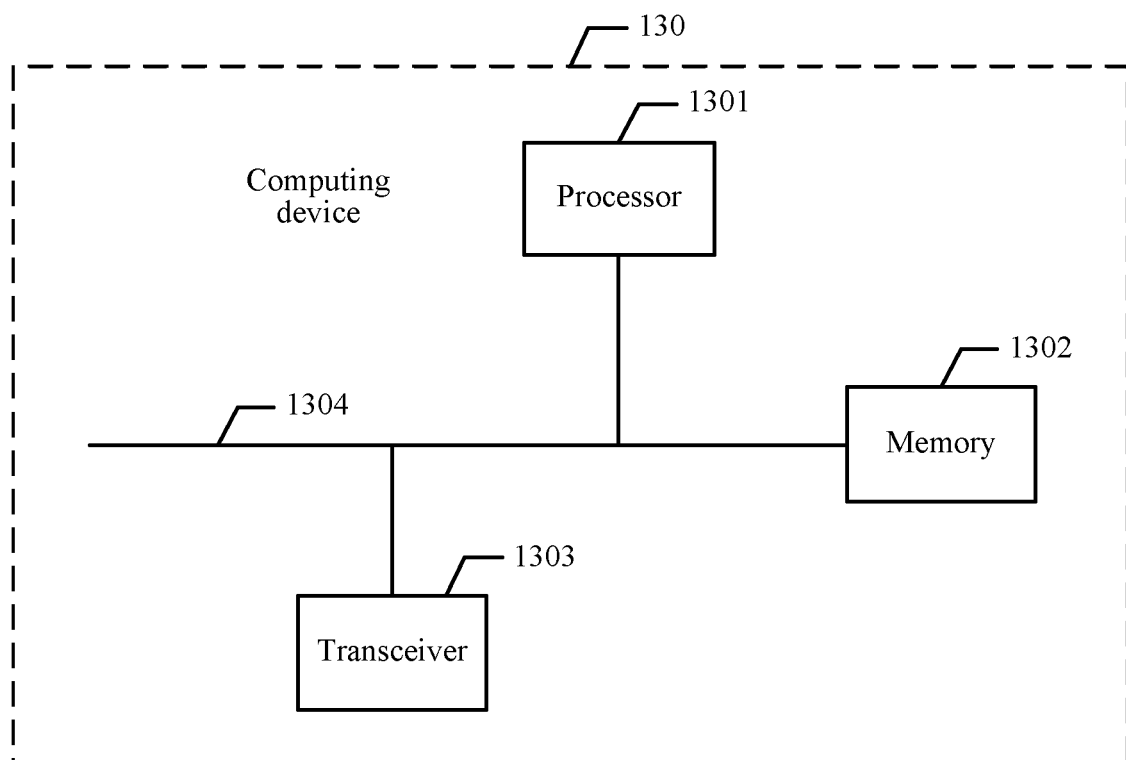 130
1301
Computing
device
Processor
1302
1304
Memory
1303
Transceiver